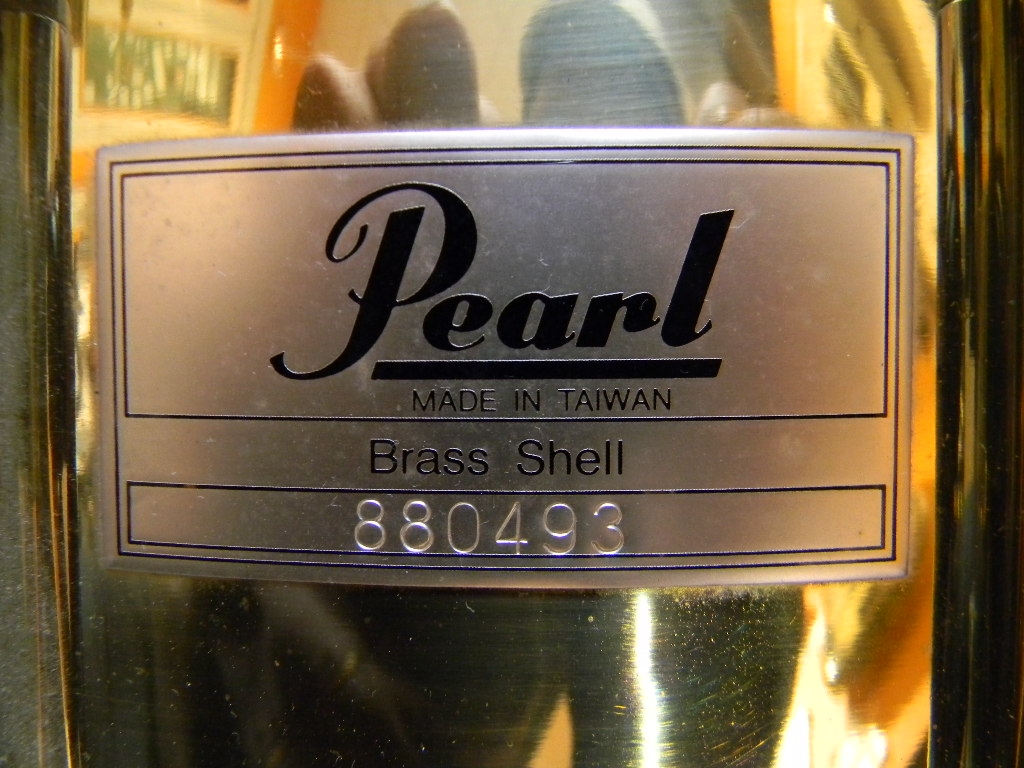 Pearl
MADE IN TAIWAN
Brass Shell
880493